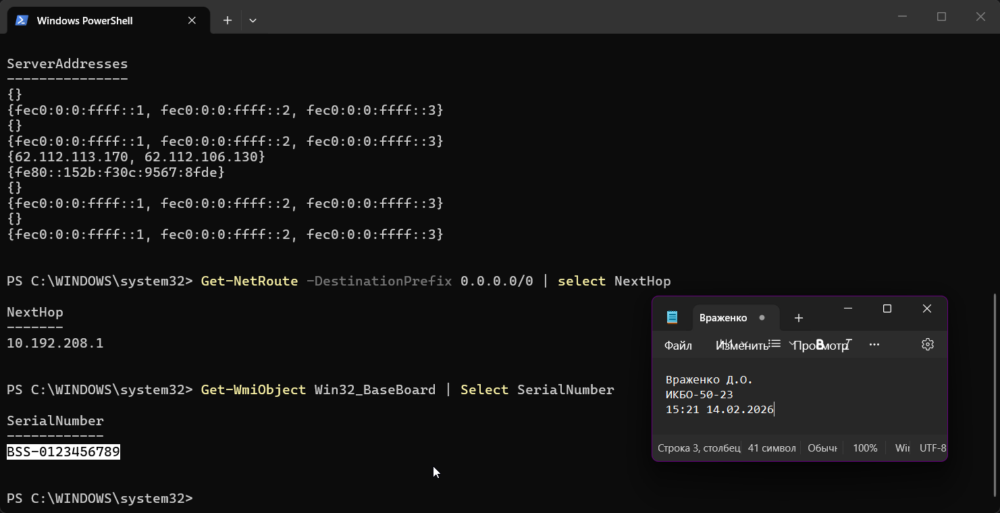 Windows PowerShell
ServerAddresses
---------------
{}
{fec0:0:0:ffff::1, fec0:0:0:ffff::2, fec0:0:0:ffff::3}
{}
{fec0:0:0:ffff::1, fec0:0:0:ffff::2, fec0:0:0:ffff::3}
{62.112.113.170, 62.112.106.130}
{fe80::152b:f30c:9567:8fde}
{}
{fec0:0:0:ffff::1, fec0:0:0:ffff::2, fec0:0:0:ffff::3}
{}
{fec0:0:0:ffff::1, fec0:0:0:ffff::2, fec0:0:0:ffff::3}
PS C:\WINDOWS\system32> Get-NetRoute -DestinationPrefix 0.0.0.0/0 | select NextHop
NextHop
-------
10.192.208.1
PS C:\WINDOWS\system32> Get-WmiObject Win32_BaseBoard | Select SerialNumber
SerialNumber
------------
BSS-0123456789
PS C:\WINDOWS\system32>
Враженко
Файл Изменить Просмотр
Враженко Д.О.
ИКБО-50-23
15:21 14.02.2026
Строка 3, столбец 41 символ Обычн 100% Win UTF-8